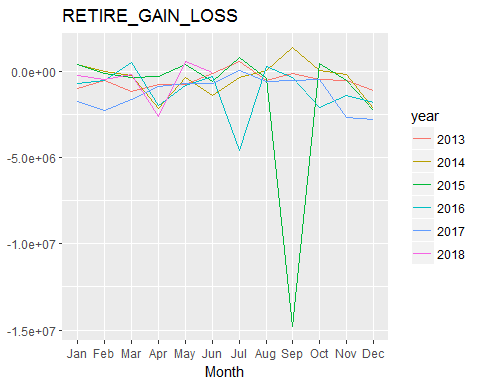 RETIRE_GAIN_LOSS
0.0e+00
-5.0e+06
-1.0e+07
-1.5e+07
Jan Feb Mar Apr May Jun Jul Aug Sep Oct Nov Dec
Month
year
2013
2014
2015
2016
2017
2018